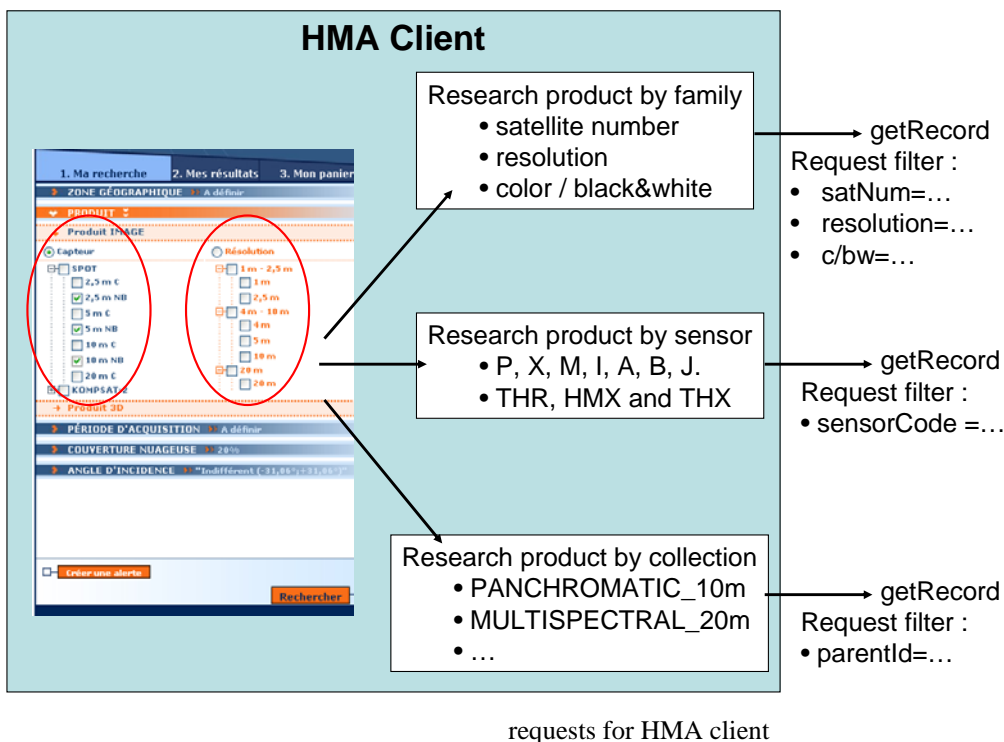 HMA Client
1. Ma recherche 2. Mes résultats 3. Mon panier
ZONE GÉOGRAPHIQUE A définir
PRODUIT
Produit IMAGE
Capteur
SPOT
2,5 m C
2,5 m NB
5 m C
5 m NB
10 m C
10 m NB
20 m C
KOMPSAT-2
Résolution
1 m - 2,5 m
1 m
2,5 m
4 m - 10 m
4 m
5 m
10 m
20 m
20 m
Produit 3D
PÉRIODE D'ACQUISITION A définir
COUVERTURE NUAGEUSE 20%
ANGLE D'INCIDENCE "Indifférent (-31,06°;+31,06°)"
Créer une alerte
Rechercher
Research product by family
• satellite number
• resolution
• color / black&white
getRecord
Request filter :
• satNum=…
• resolution=…
• c/bw=…
Research product by sensor
• P, X, M, I, A, B, J.
• THR, HMX and THX
getRecord
Request filter :
• sensorCode =…
Research product by collection
• PANCHROMATIC_10m
• MULTISPECTRAL_20m
• …
getRecord
Request filter :
• parentId=…
requests for HMA client